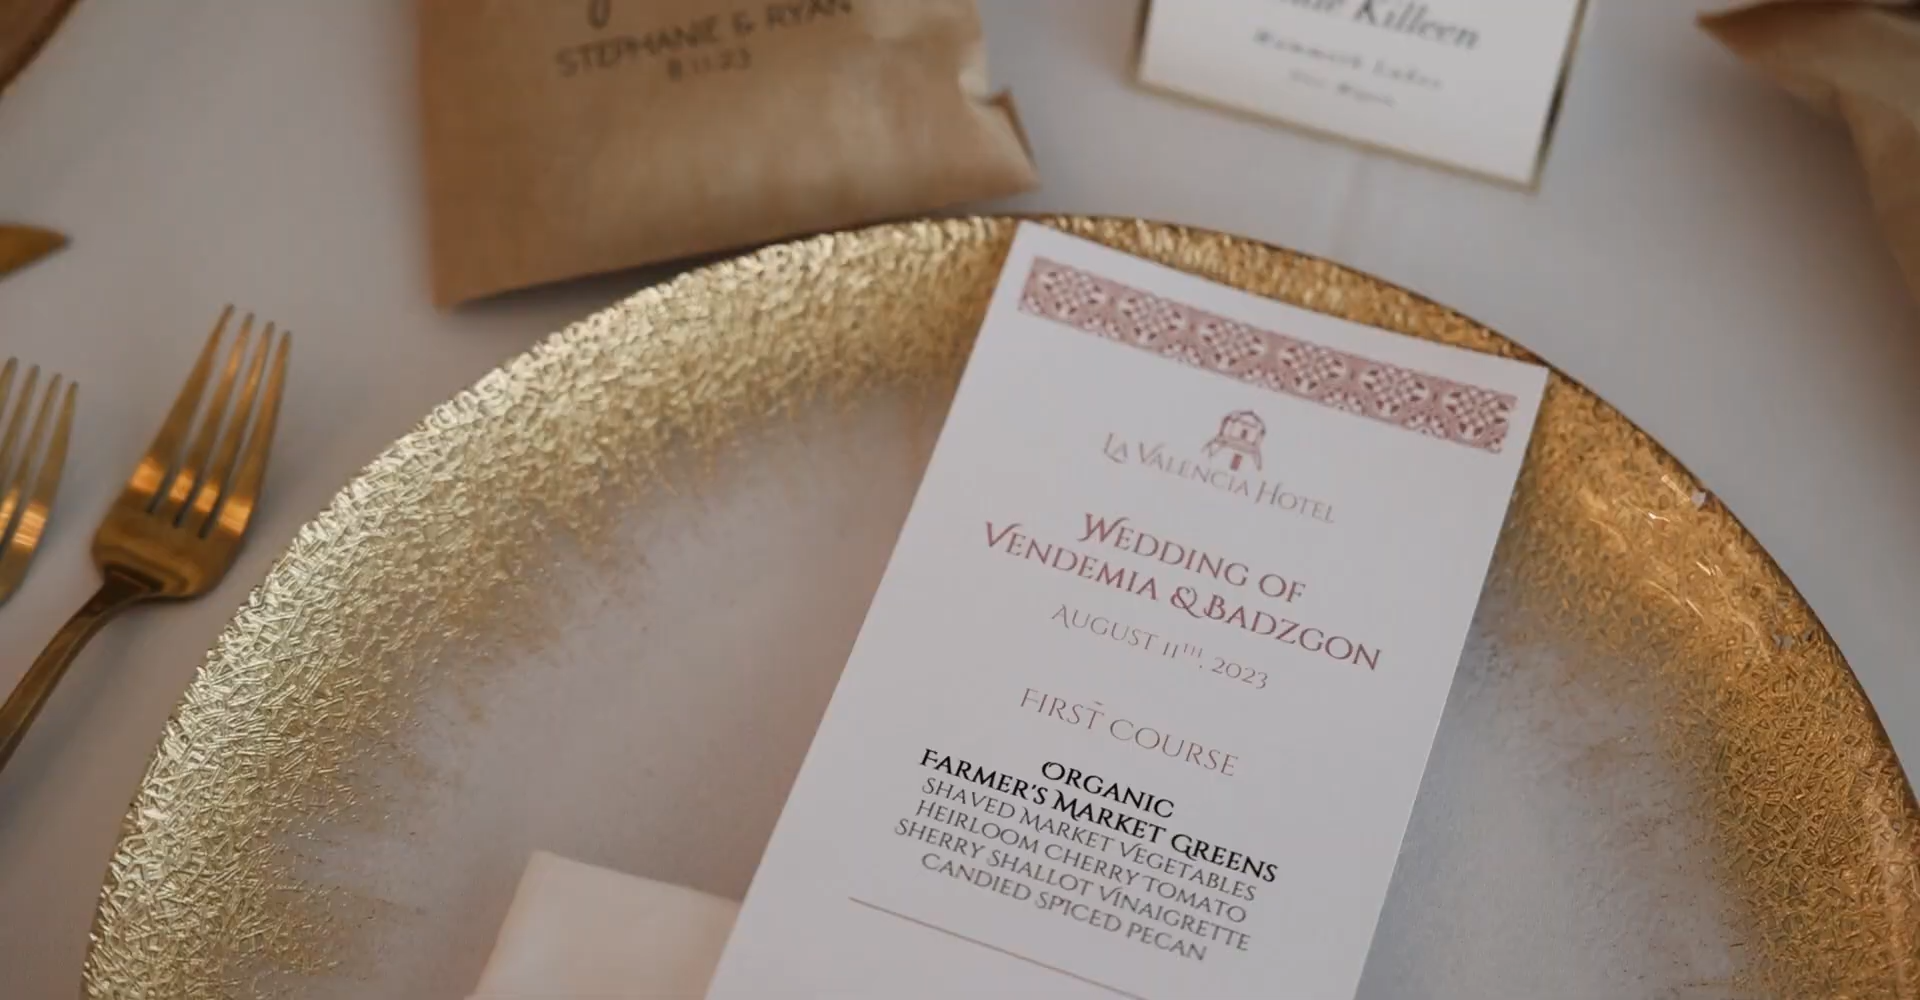 STEPHANIE & RYAN
8.11.23
Killeen
LA VALENCIA HOTEL
WEDDING OF
VENDEMIA & BADZGON
AUGUST 11TH, 2023
FIRST COURSE
ORGANIC
FARMER'S MARKET GREENS
SHAVED MARKET VEGETABLES
HEIRLOOM CHERRY TOMATO
SHERRY SHALLOT VINAIGRETTE
CANDIED SPICED PECAN